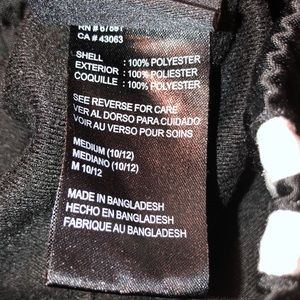 RN # 67891
CA # 43063
SHELL : 100% POLYESTER
EXTERIOR : 100% POLIESTER
COQUILLE : 100% POLYESTER
SEE REVERSE FOR CARE
VER AL DORSO PARA CUIDADO
VOIR AU VERSO POUR SOINS
MEDIUM (10/12)
MEDIANO (10/12)
M 10/12
MADE IN BANGLADESH
HECHO EN BANGLADESH
FABRIQUE AU BANGLADESH